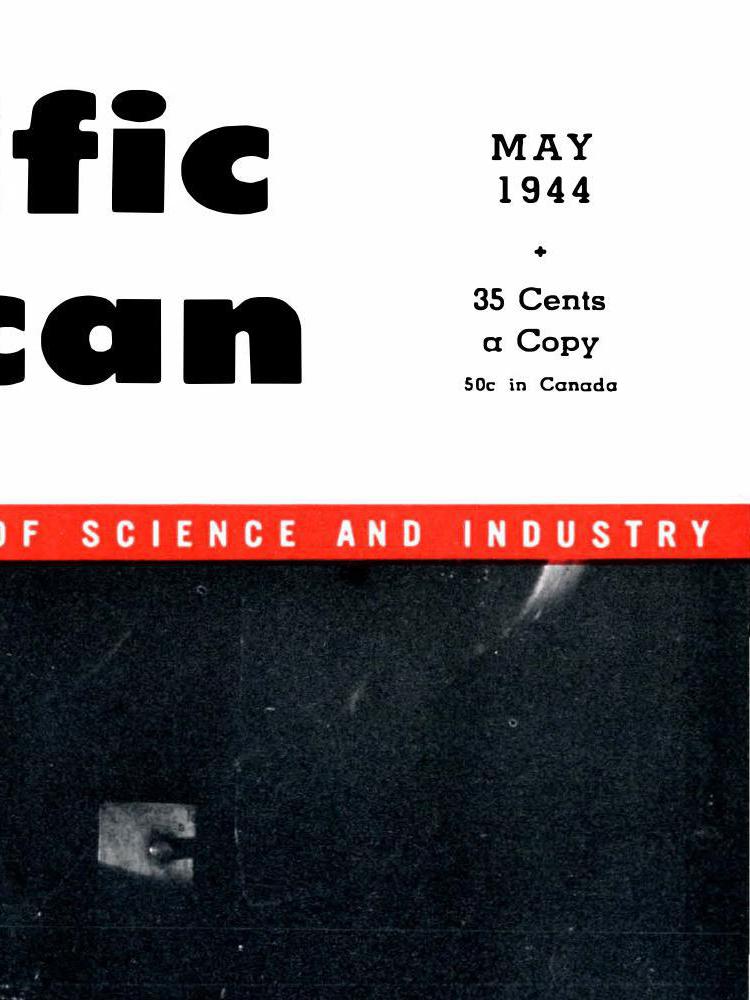 fic
can
MAY
1944
35 Cents
a Copy
50c in Canada
OF SCIENCE AND INDUSTRY